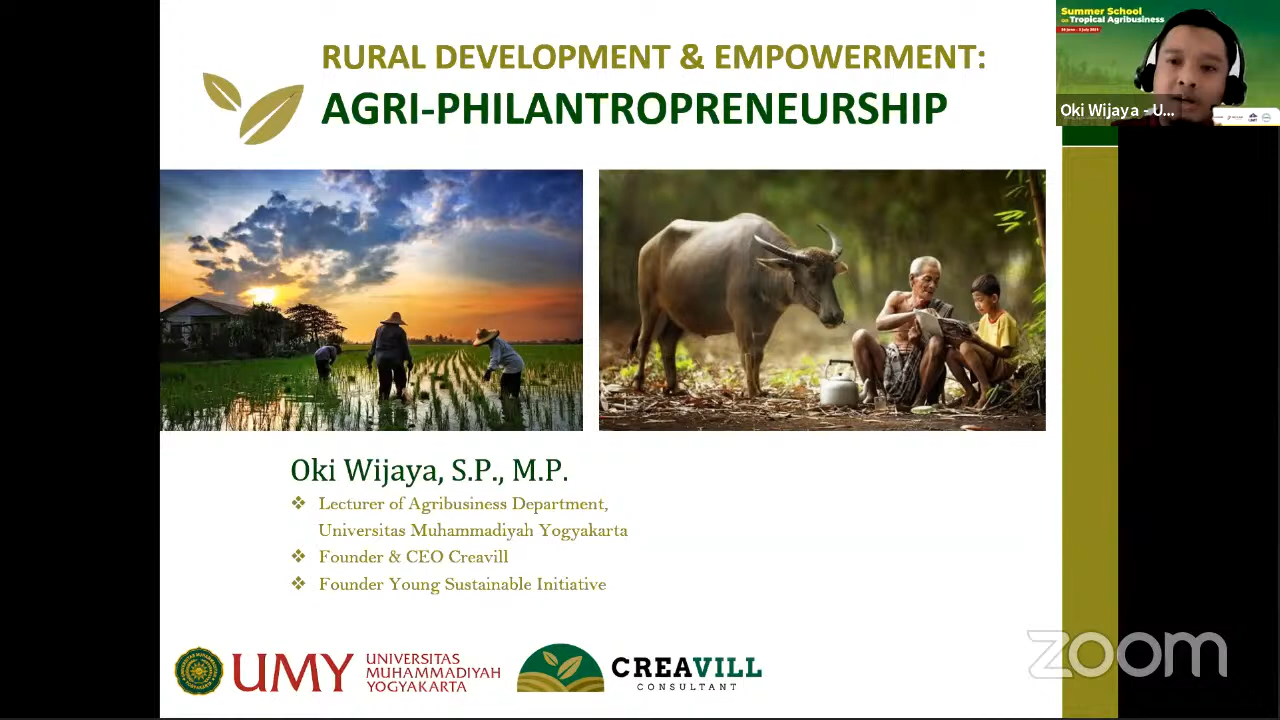 RURAL DEVELOPMENT & EMPOWERMENT:
AGRI-PHILANTROPRENEURSHIP
Summer School
on Tropical Agribusiness
Oki Wijaya - U...
Oki Wijaya, S.P., M.P.
Lecturer of Agribusiness Department,
Universitas Muhammadiyah Yogyakarta
Founder & CEO Creavill
Founder Young Sustainable Initiative
UMY
UNIVERSITAS
MUHAMMADIYAH
YOGYAKARTA
CREAVILL
CONSULTANT
zoom